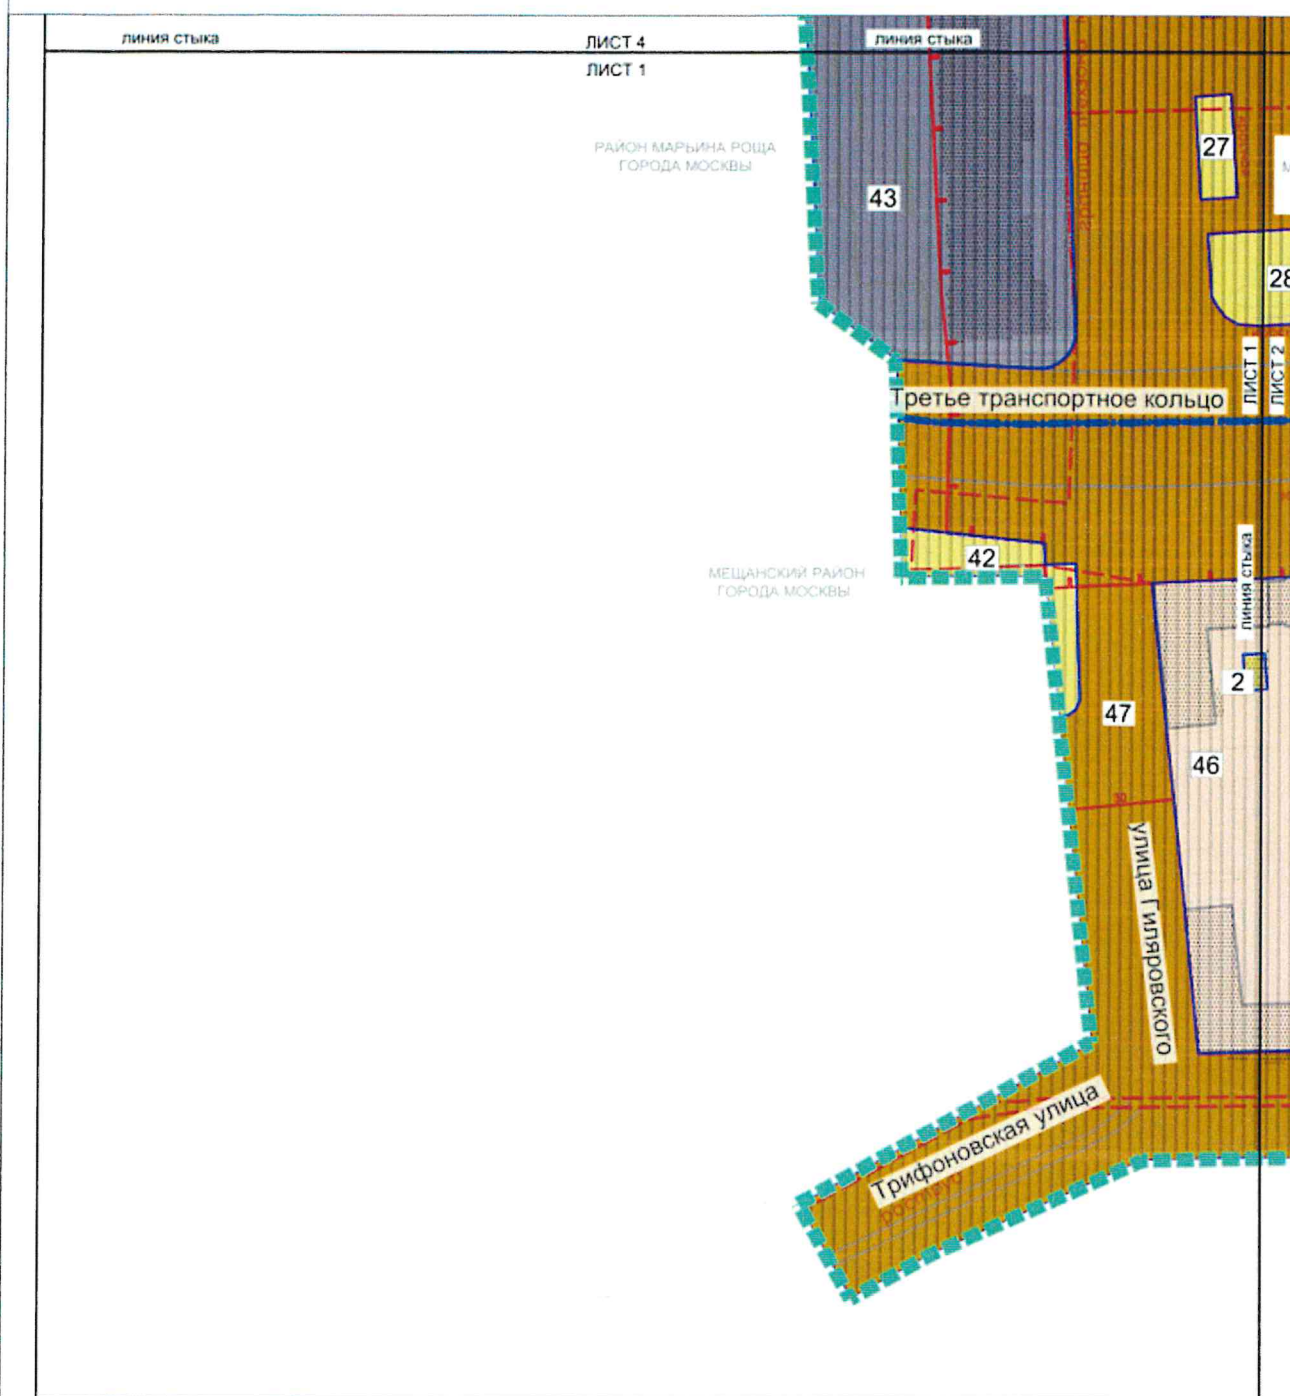 линия стыка
ЛИСТ 4
линия стыка
ЛИСТ 1
РАЙОН МАРЬИНА РОЩА
ГОРОДА МОСКВЫ
43
27
28
ЛИСТ 1
ЛИСТ 2
Третье транспортное кольцо
42
МЕЩАНСКИЙ РАЙОН
ГОРОДА МОСКВЫ
линия стыка
2
47
46
улица Гиляровского
Трифоновская улица